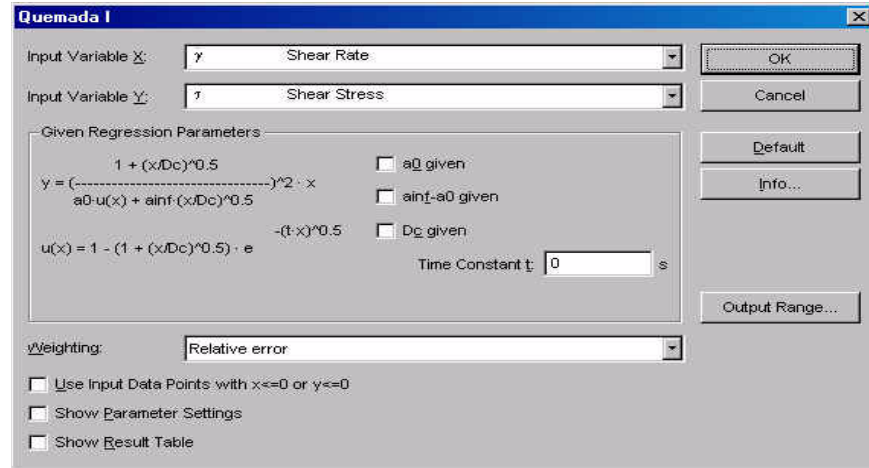 Quemada I
Input Variable X: γ Shear Rate
OK
Input Variable Y: τ Shear Stress
Cancel
Given Regression Parameters
Default
1 + (x/Dc)^0.5
y = (------------------------------)^2 · x
a0·u(x) + ainf·(x/Dc)^0.5
a0 given
Info...
ainf-a0 given
-(t·x)^0.5
u(x) = 1 - (1 + (x/Dc)^0.5) · e
Dc given
Time Constant t: 0 s
Output Range...
Weighting: Relative error
Use Input Data Points with x<=0 or y<=0
Show Parameter Settings
Show Result Table